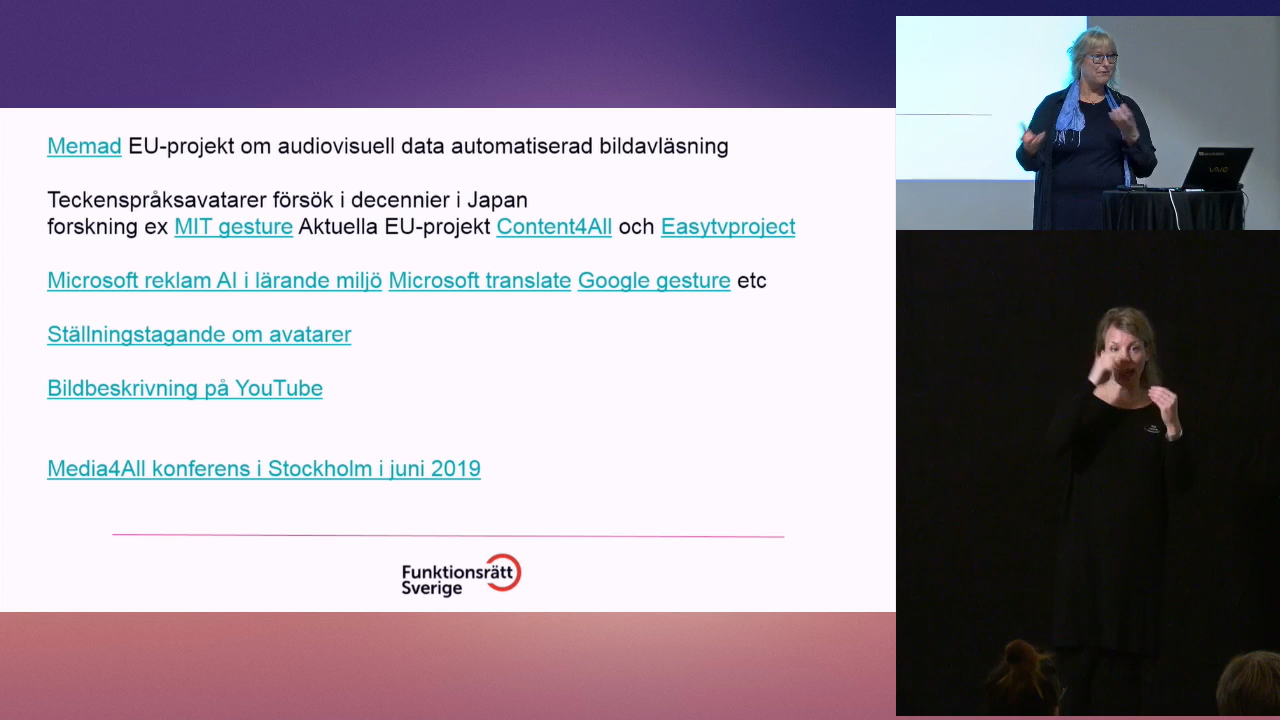 Memad EU-projekt om audiovisuell data automatiserad bildavläsning
Teckenspråksavatarer försök i decennier i Japan
forskning ex MIT gesture Aktuella EU-projekt Content4All och Easytvproject
Microsoft reklam AI i lärande miljö Microsoft translate Google gesture etc
Ställningstagande om avatarer
Bildbeskrivning på YouTube
Media4All konferens i Stockholm i juni 2019
Funktionsrätt
Sverige
VAIO